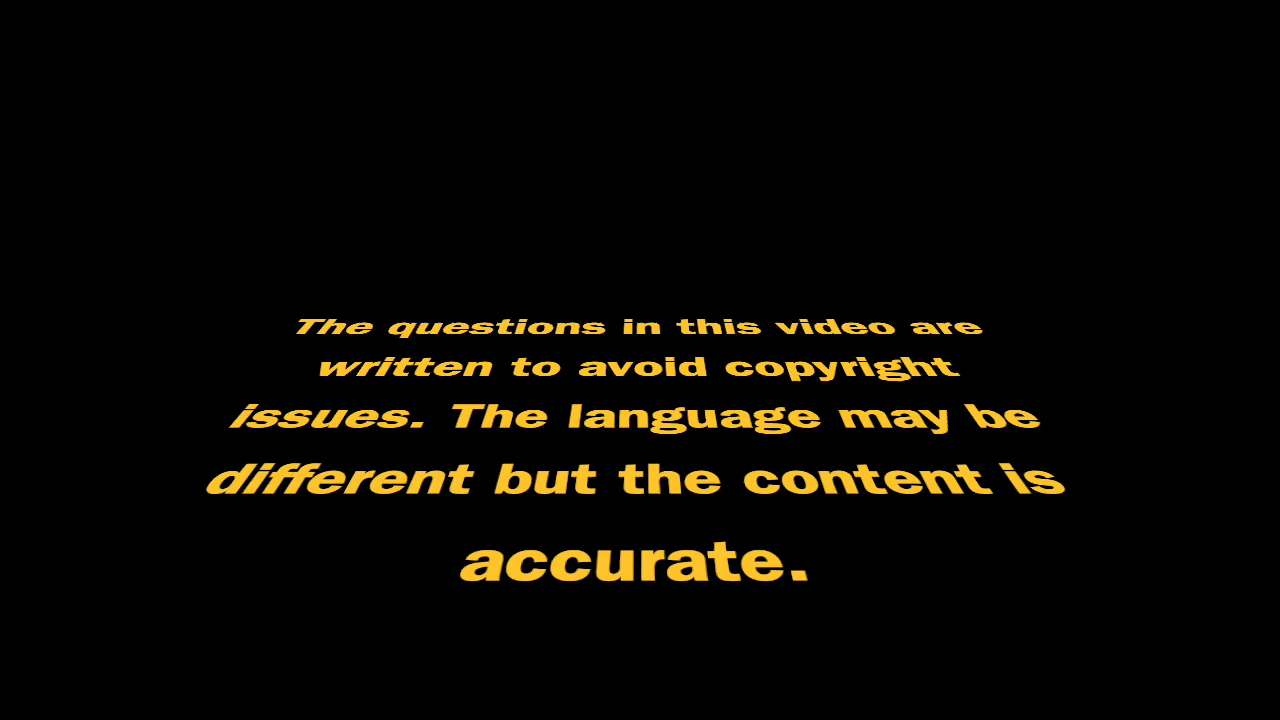 The questions in this video are
written to avoid copyright
issues. The language may be
different but the content is
accurate.